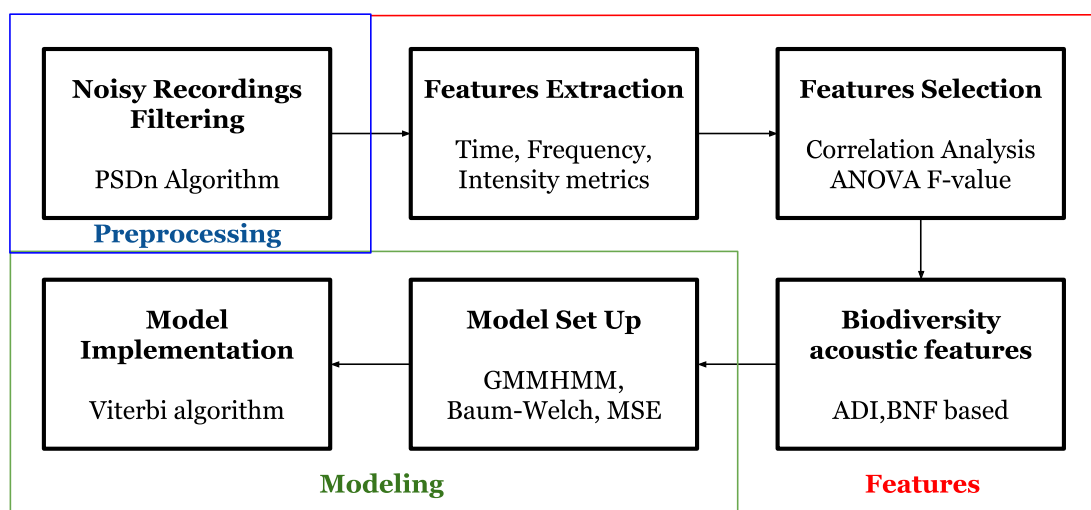 Noisy Recordings
Filtering
PSDn Algorithm
Preprocessing
Features Extraction
Time, Frequency,
Intensity metrics
Features Selection
Correlation Analysis
ANOVA F-value
Biodiversity
acoustic features
ADI,BNF based
Features
Model Set Up
GMMHMM,
Baum-Welch, MSE
Model
Implementation
Viterbi algorithm
Modeling